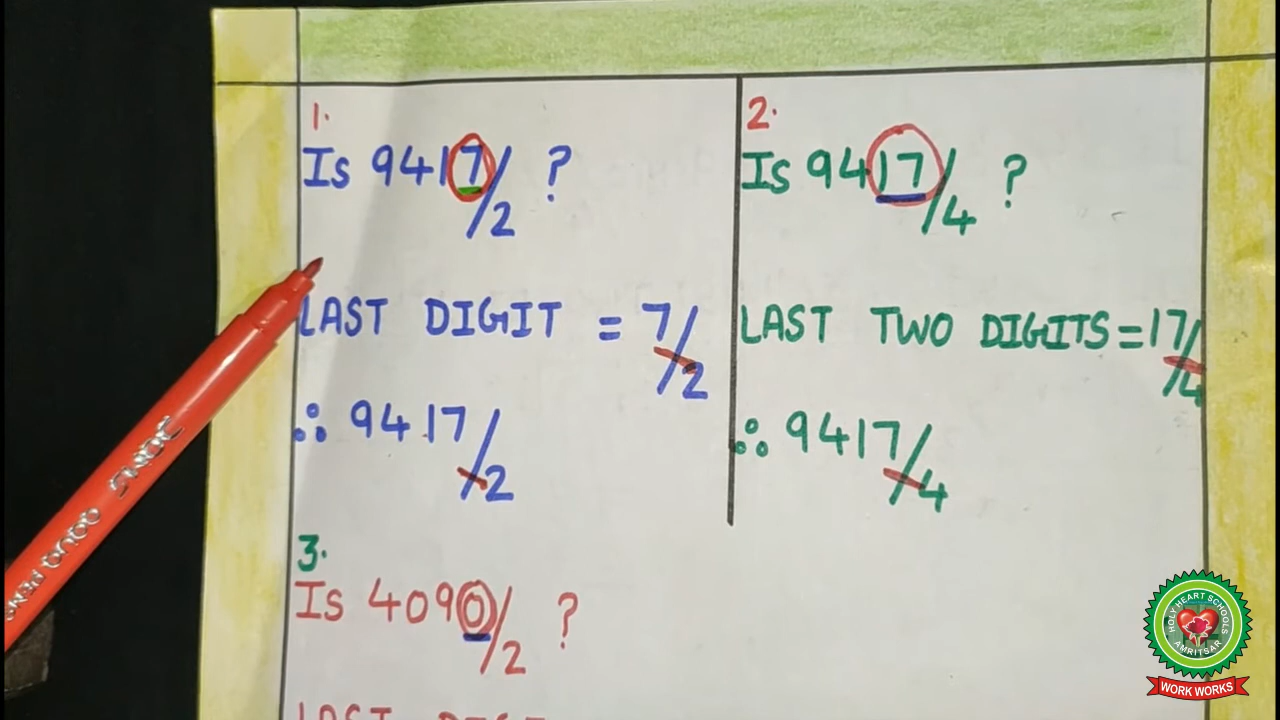 1.
Is 9417/2 ?
LAST DIGIT = 7/2
∴ 9417/2
2.
Is 9417/4 ?
LAST TWO DIGITS = 17/4
∴ 9417/4
3.
Is 4090/2 ?
HOLY HEART SCHOOLS
AMRITSAR
WORK WORKS